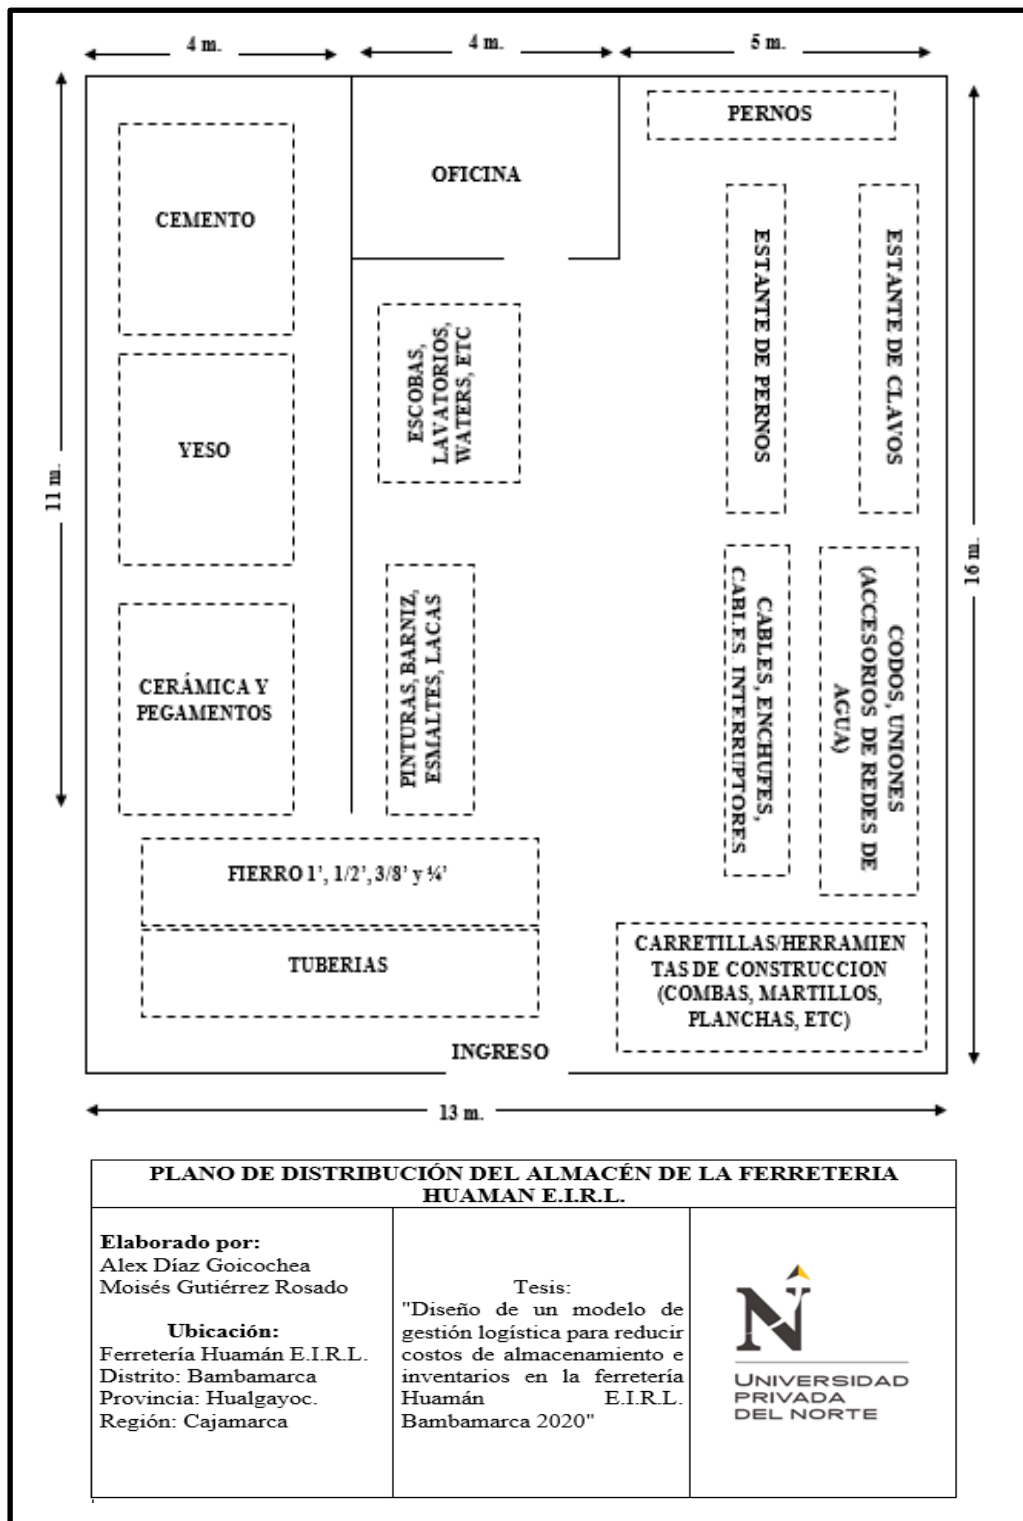 4 m.
4 m.
5 m.
PERNOS
OFICINA
CEMENTO
ESTANTE DE PERNOS
ESTANTE DE CLAVOS
ESCOBAS,
LAVATORIOS,
WATERS, ETC
YESO
11 m.
16 m.
PINTURAS, BARNIZ,
ESMALTES, LACAS
CABLES, ENCHUFES,
CABLES, INTERRUPTORES
CODOS, UNIONES
(ACCESORIOS DE REDES DE
AGUA)
CERÁMICA Y
PEGAMENTOS
FIERRO 1’, 1/2’, 3/8’ y ¼’
TUBERIAS
CARRETILLAS/HERRAMIEN
TAS DE CONSTRUCCION
(COMBAS, MARTILLOS,
PLANCHAS, ETC)
INGRESO
13 m.
PLANO DE DISTRIBUCIÓN DEL ALMACÉN DE LA FERRETERIA
HUAMAN E.I.R.L.
Elaborado por:
Alex Díaz Goicochea
Moisés Gutiérrez Rosado
Ubicación:
Ferretería Huamán E.I.R.L.
Distrito: Bambamarca
Provincia: Hualgayoc.
Región: Cajamarca
Tesis:
"Diseño de un modelo de
gestión logística para reducir
costos de almacenamiento e
inventarios en la ferretería
Huamán E.I.R.L.
Bambamarca 2020"
N
UNIVERSIDAD
PRIVADA
DEL NORTE